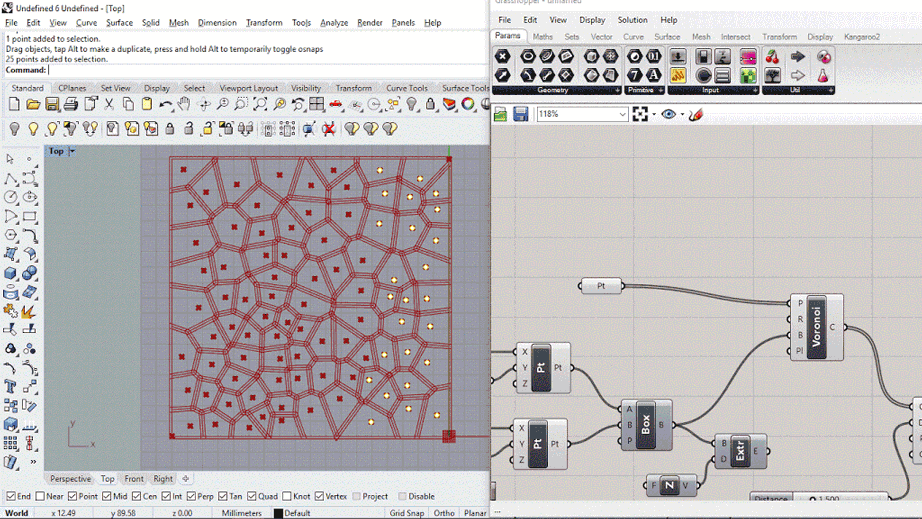 Undefined 6 Undefined - [Top]
File Edit View Curve Surface Solid Mesh Dimension Transform Tools Analyze Render Panels Help
1 point added to selection.
Drag objects, tap Alt to make a duplicate, press and hold Alt to temporarily toggle osnaps
25 points added to selection.
Command:
Standard CPlanes Set View Display Select Viewport Layout Visibility Transform Curve Tools Surface Tools
Top
y
x
Perspective Top Front Right
End Near Point Mid Cen Int Perp Tan Quad Knot Vertex Project Disable
World x 12.49 y 89.58 z 0.00 Millimeters Default Grid Snap Ortho Planar
File Edit View Display Solution Help
Params Maths Sets Vector Curve Surface Mesh Intersect Transform Display Kangaroo2
Geometry Primitive Input Util
118%
Pt
P
R
B
Pl
Voronoi
C
X
Y
Z
Pt
Pt
A
B
P
Box
B
X
Y
Z
Pt
Pt
B
D
Extr
E
F
Z
V
Distance 1.500